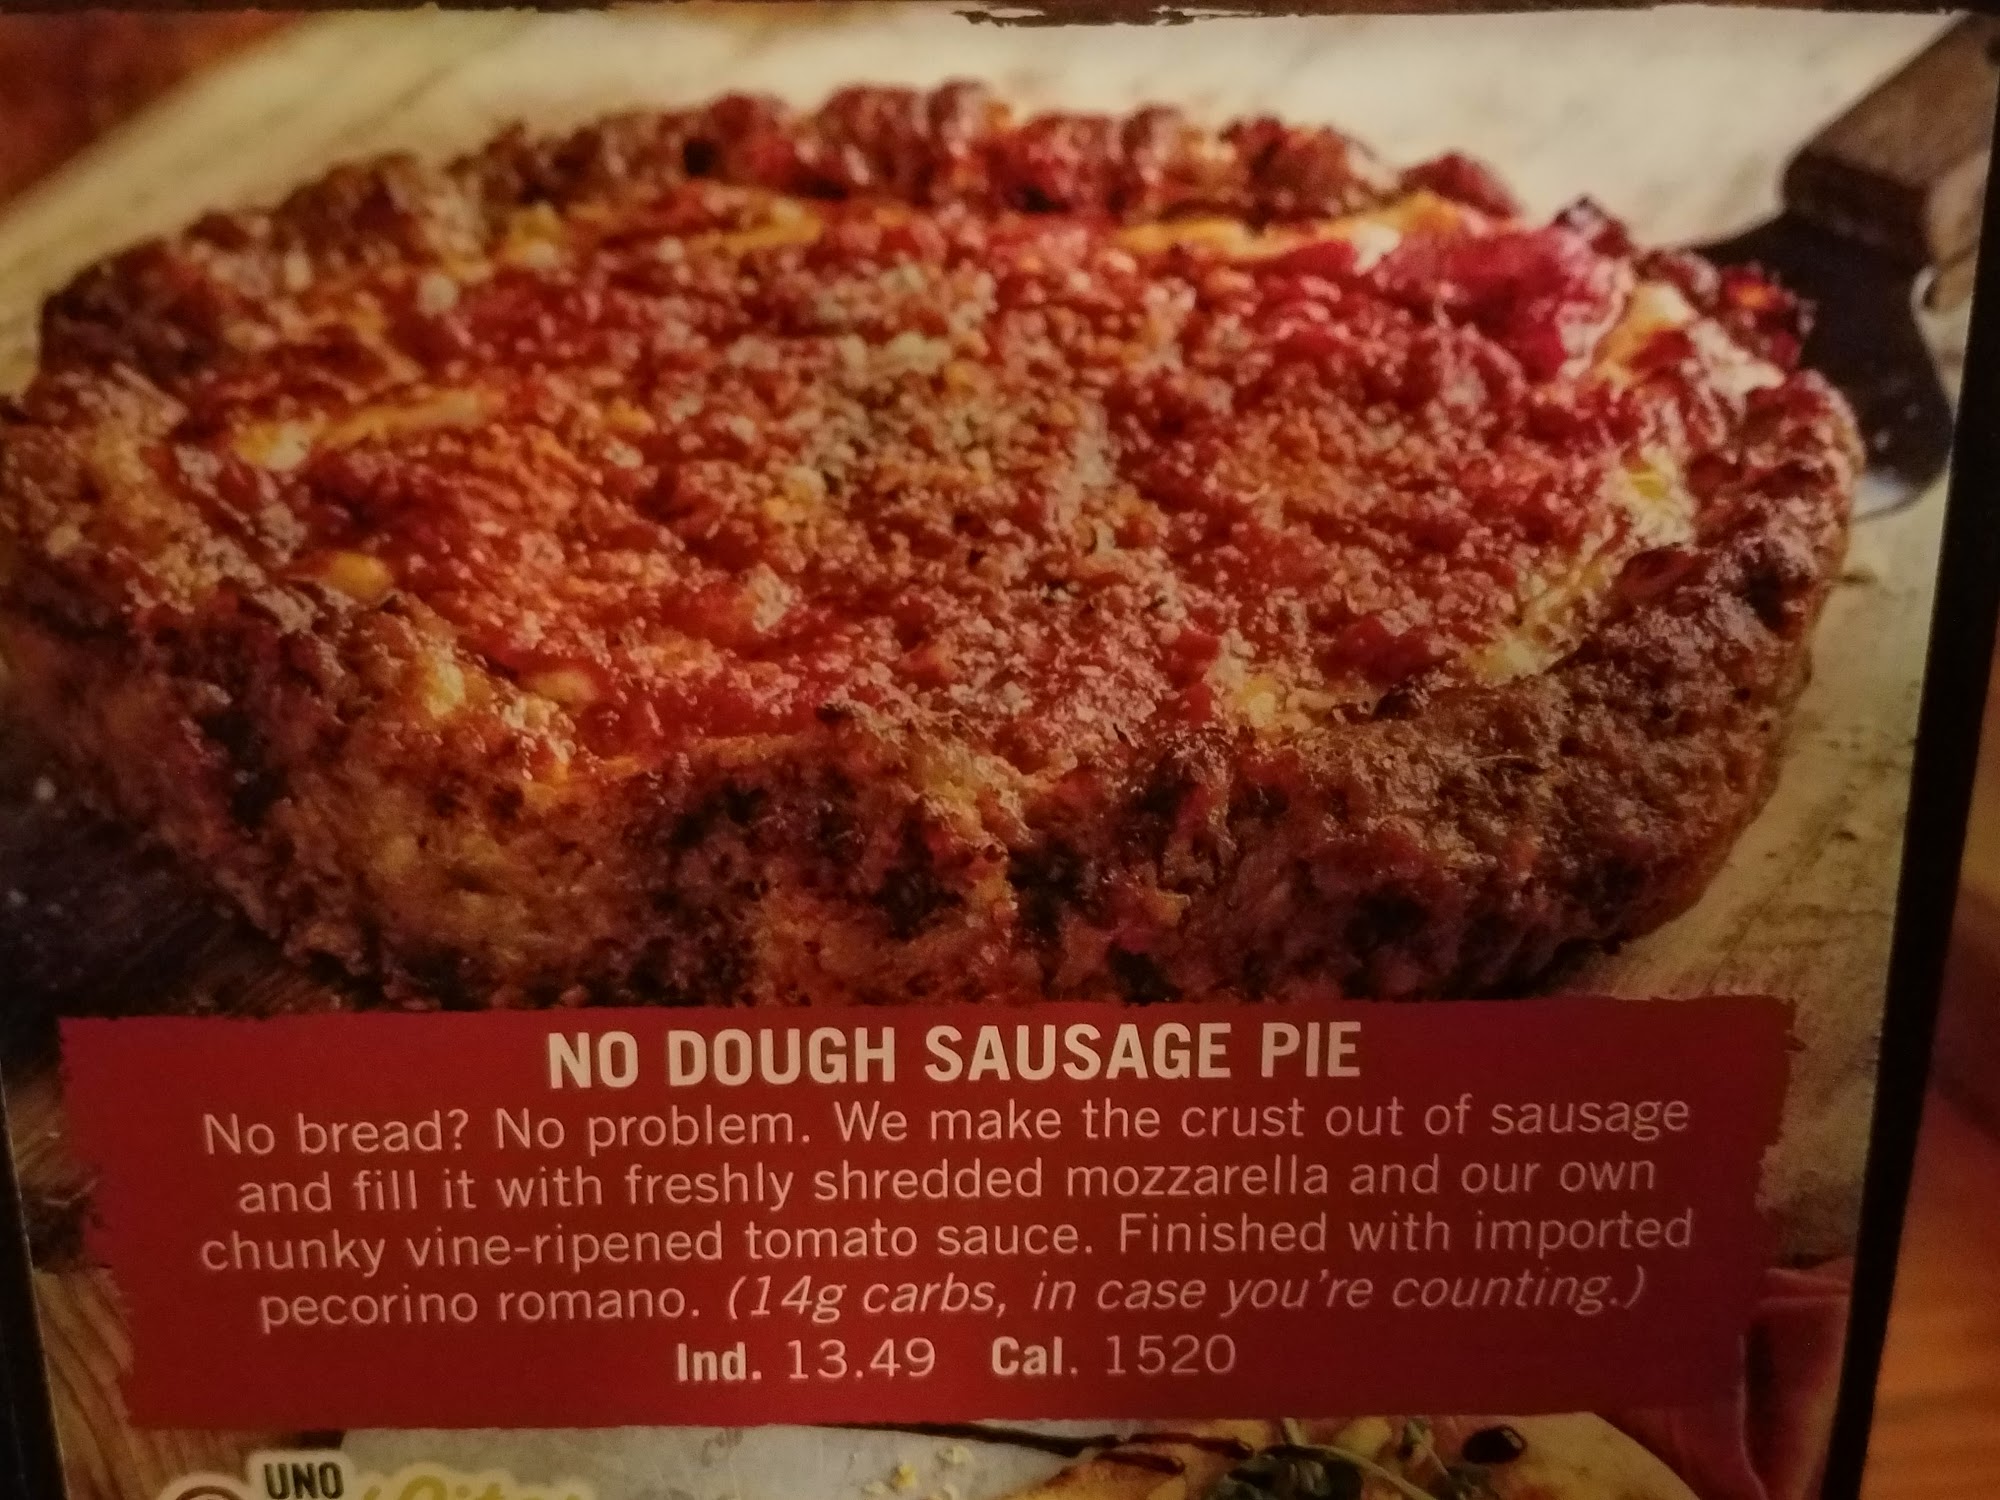 NO DOUGH SAUSAGE PIE
No bread? No problem. We make the crust out of sausage
and fill it with freshly shredded mozzarella and our own
chunky vine-ripened tomato sauce. Finished with imported
pecorino romano. (14g carbs, in case you're counting.)
Ind. 13.49 Cal. 1520
UNO